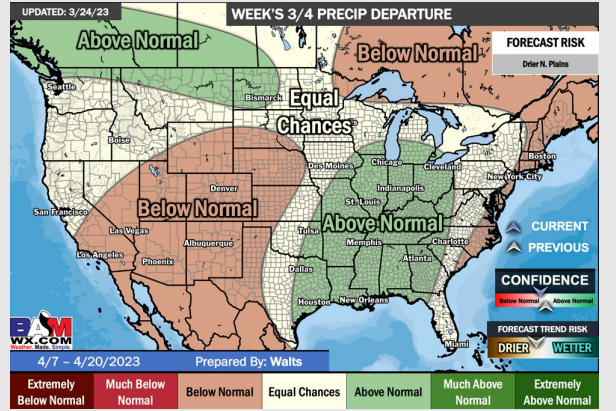 UPDATED: 3/24/23
WEEK'S 3/4 PRECIP DEPARTURE
FORECAST RISK
Drier N. Plains
Above Normal
Below Normal
Seattle
Bismarck
Equal
Chances
Boise
Des Moines
Chicago
Cleveland
Boston
New York City
Denver
Indianapolis
St. Louis
San Francisco
Below Normal
Above Normal
Las Vegas
Tulsa
Memphis
Charlotte
Los Angeles
Albuquerque
Phoenix
Atlanta
Dallas
Houston
New Orleans
Miami
CURRENT
PREVIOUS
CONFIDENCE
Below Normal
Above Normal
FORECAST TREND RISK
DRIER
WETTER
BAM
WX.COM
Weather. Made. Simple.
4/7 – 4/20/2023
Prepared By: Walts
Extremely
Below Normal
Much Below
Normal
Below Normal
Equal Chances
Above Normal
Much Above
Normal
Extremely
Above Normal